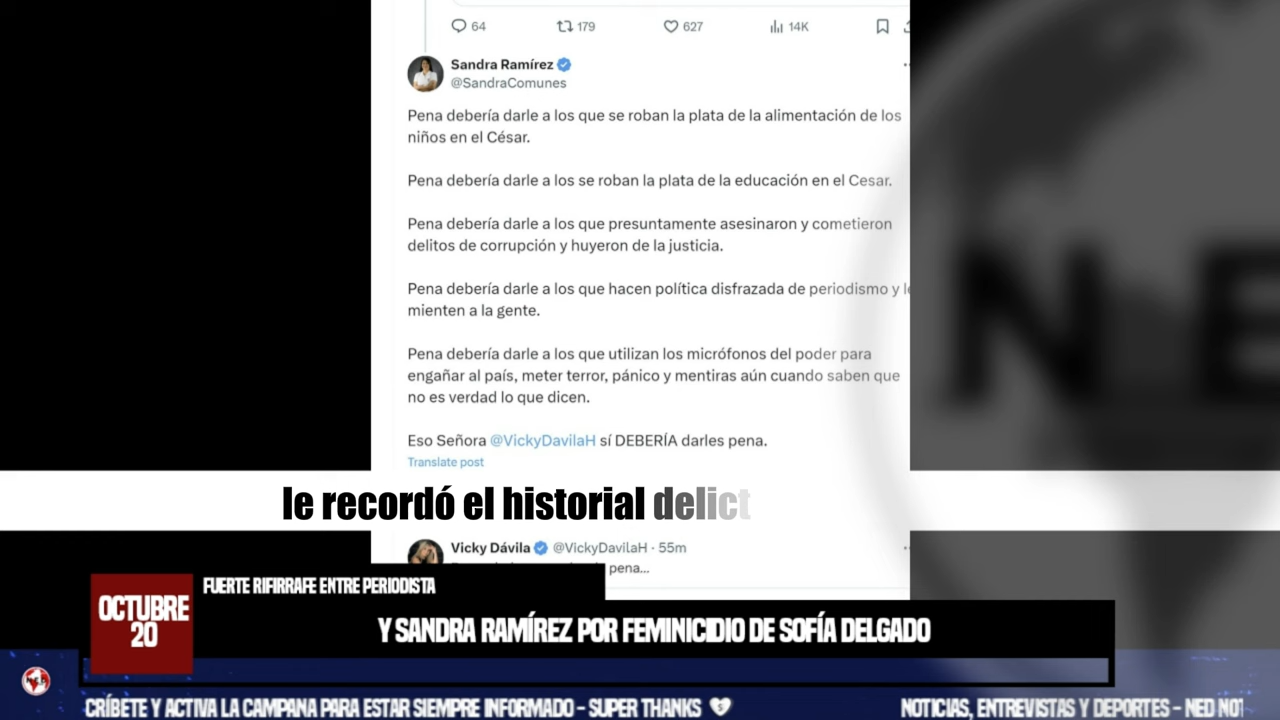 64 179 627 14K
Sandra Ramírez
@SandraComunes
Pena debería darle a los que se roban la plata de la alimentación de los
niños en el César.
Pena debería darle a los se roban la plata de la educación en el Cesar.
Pena debería darle a los que presuntamente asesinaron y cometieron
delitos de corrupción y huyeron de la justicia.
Pena debería darle a los que hacen política disfrazada de periodismo y
mienten a la gente.
Pena debería darle a los que utilizan los micrófonos del poder para
engañar al país, meter terror, pánico y mentiras aún cuando saben que
no es verdad lo que dicen.
Eso Señora @VickyDavilaH sí DEBERÍA darles pena.
Translate post
le recordó el historial delict
Vicky Dávila @VickyDavilaH · 55m
pena...
FUERTE RIFIRRAFE ENTRE PERIODISTA
OCTUBRE
20
Y SANDRA RAMÍREZ POR FEMINICIDIO DE SOFÍA DELGADO
CRÍBETE Y ACTIVA LA CAMPANA PARA ESTAR SIEMPRE INFORMADO - SUPER THANKS
NOTICIAS, ENTREVISTAS Y DEPORTES - NED
N E